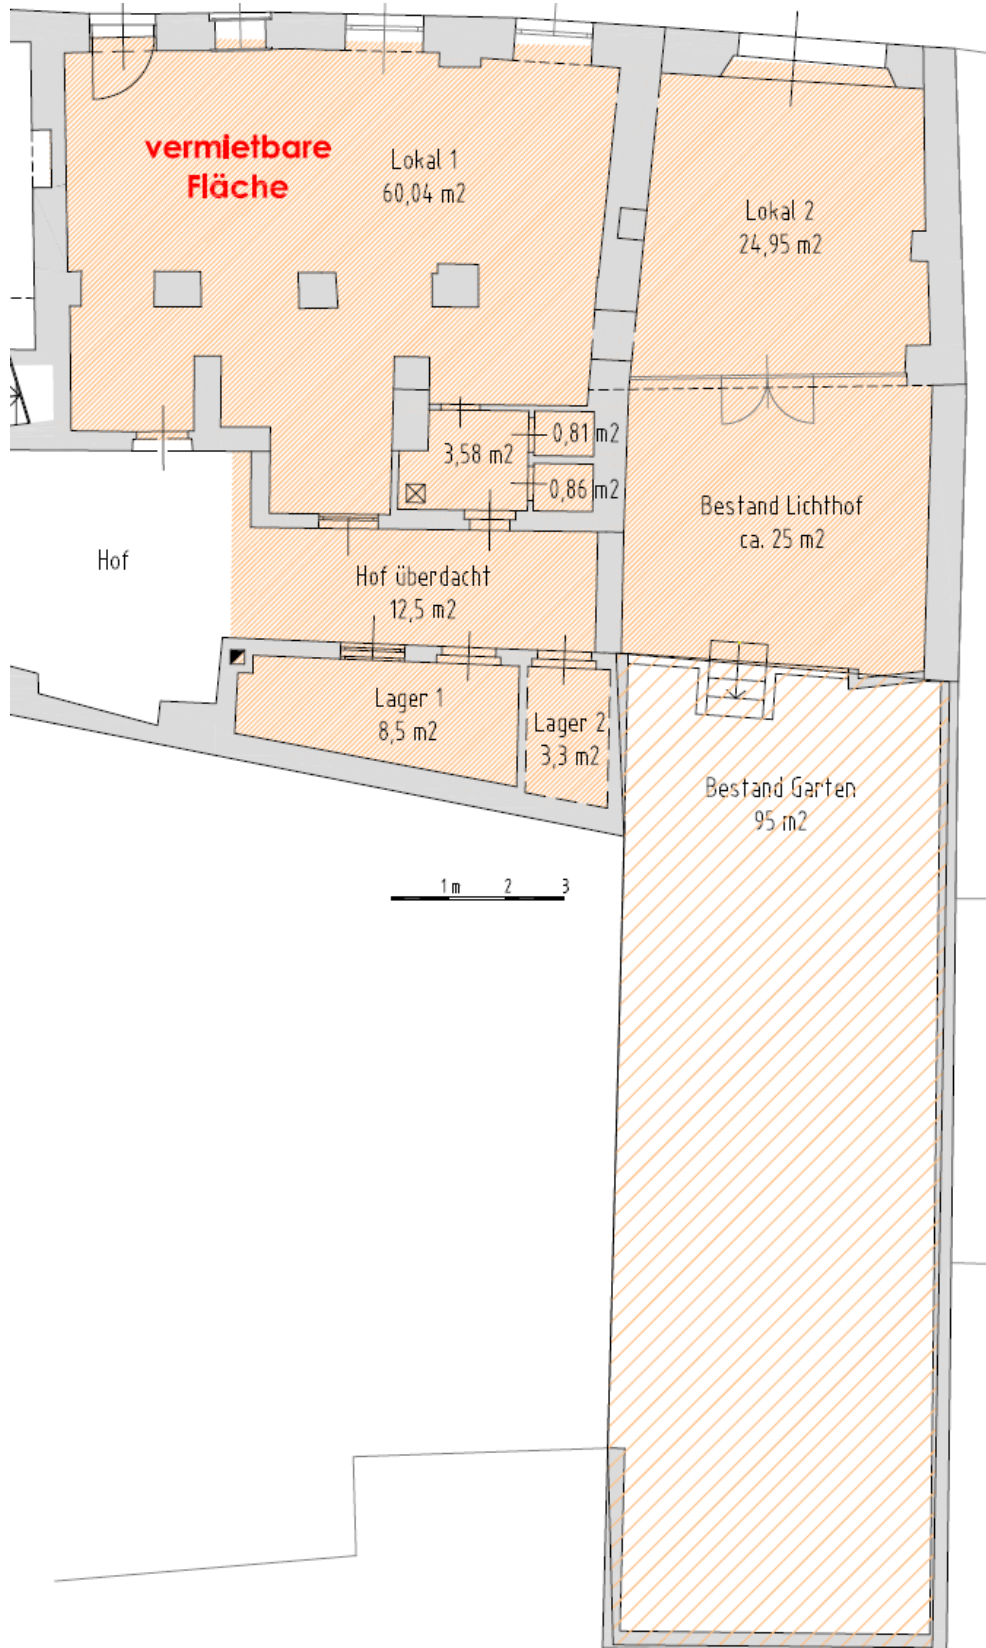 vermietbare
Fläche
Lokal 1
60,04 m2
Lokal 2
24,95 m2
0,81 m2
3,58 m2
0,86 m2
Bestand Lichthof
ca. 25 m2
Hof
Hof überdacht
12,5 m2
Lager 1
8,5 m2
Lager 2
3,3 m2
Bestand Garten
95 m2
1 m 2 3